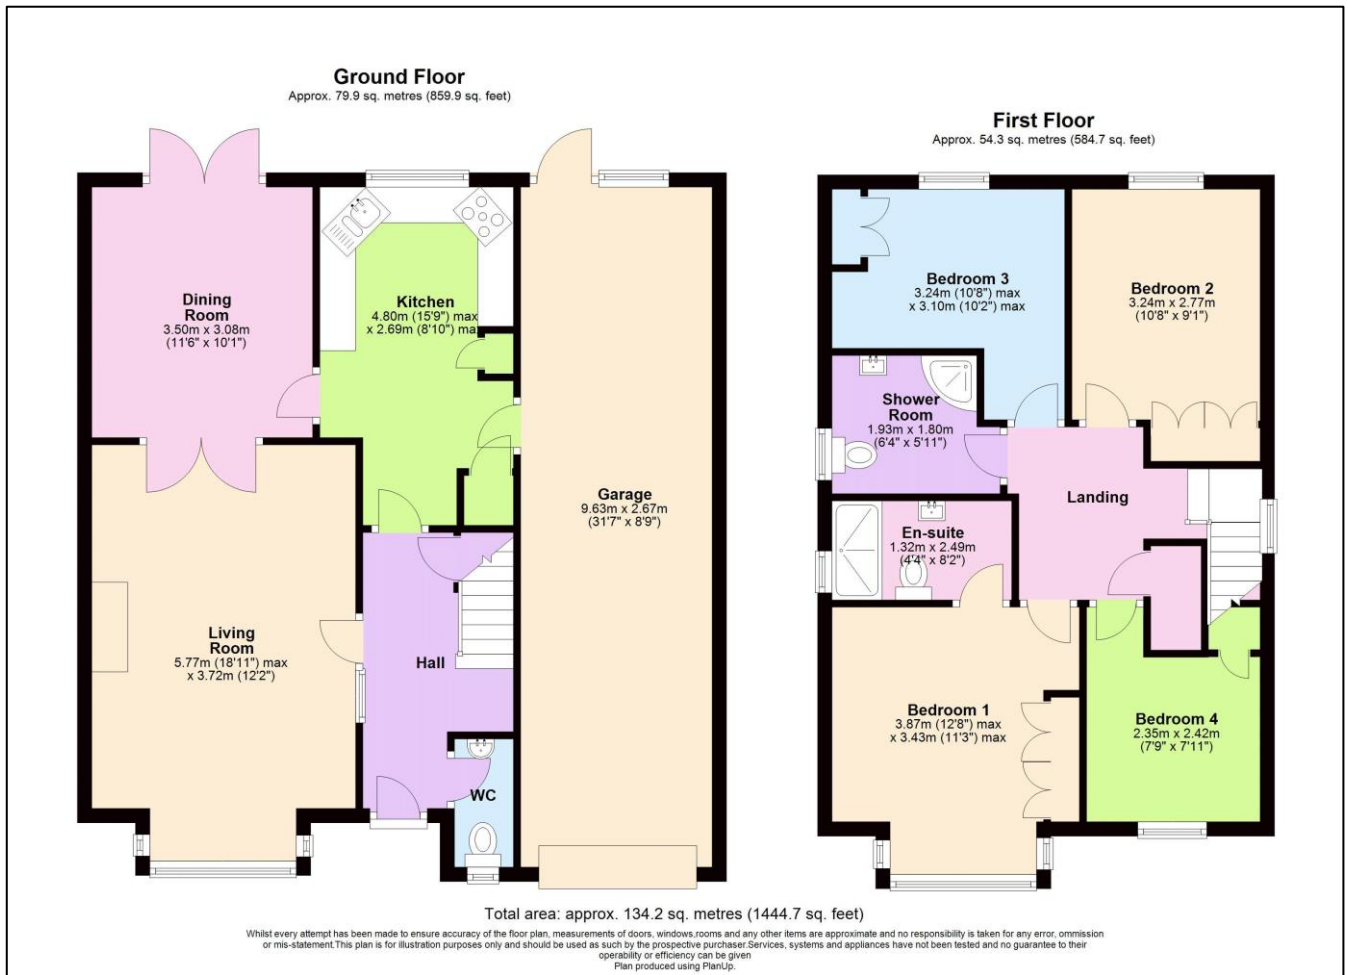 Ground Floor
Approx. 79.9 sq. metres (859.9 sq. feet)
First Floor
Approx. 54.3 sq. metres (584.7 sq. feet)
Dining
Room
3.50m x 3.08m
(11'6" x 10'1")
Kitchen
4.80m (15'9") max
x 2.69m (8'10") max
Garage
9.63m x 2.67m
(31'7" x 8'9")
Living
Room
5.77m (18'11") max
x 3.72m (12'2")
Hall
WC
Bedroom 3
3.24m (10'8") max
x 3.10m (10'2") max
Bedroom 2
3.24m x 2.77m
(10'8" x 9'1")
Shower
Room
1.93m x 1.80m
(6'4" x 5'11")
Landing
En-suite
1.32m x 2.49m
(4'4" x 8'2")
Bedroom 1
3.87m (12'8") max
x 3.43m (11'3") max
Bedroom 4
2.35m x 2.42m
(7'9" x 7'11")
Total area: approx. 134.2 sq. metres (1444.7 sq. feet)
Whilst every attempt has been made to ensure accuracy of the floor plan, measurements of doors, windows,rooms and any other items are approximate and no responsibility is taken for any error, ommission
or mis-statement.This plan is for illustration purposes only and should be used as such by the prospective purchaser.Services, systems and appliances have not been tested and no guarantee to their
operability or efficiency can be given
Plan produced using PlanUp.